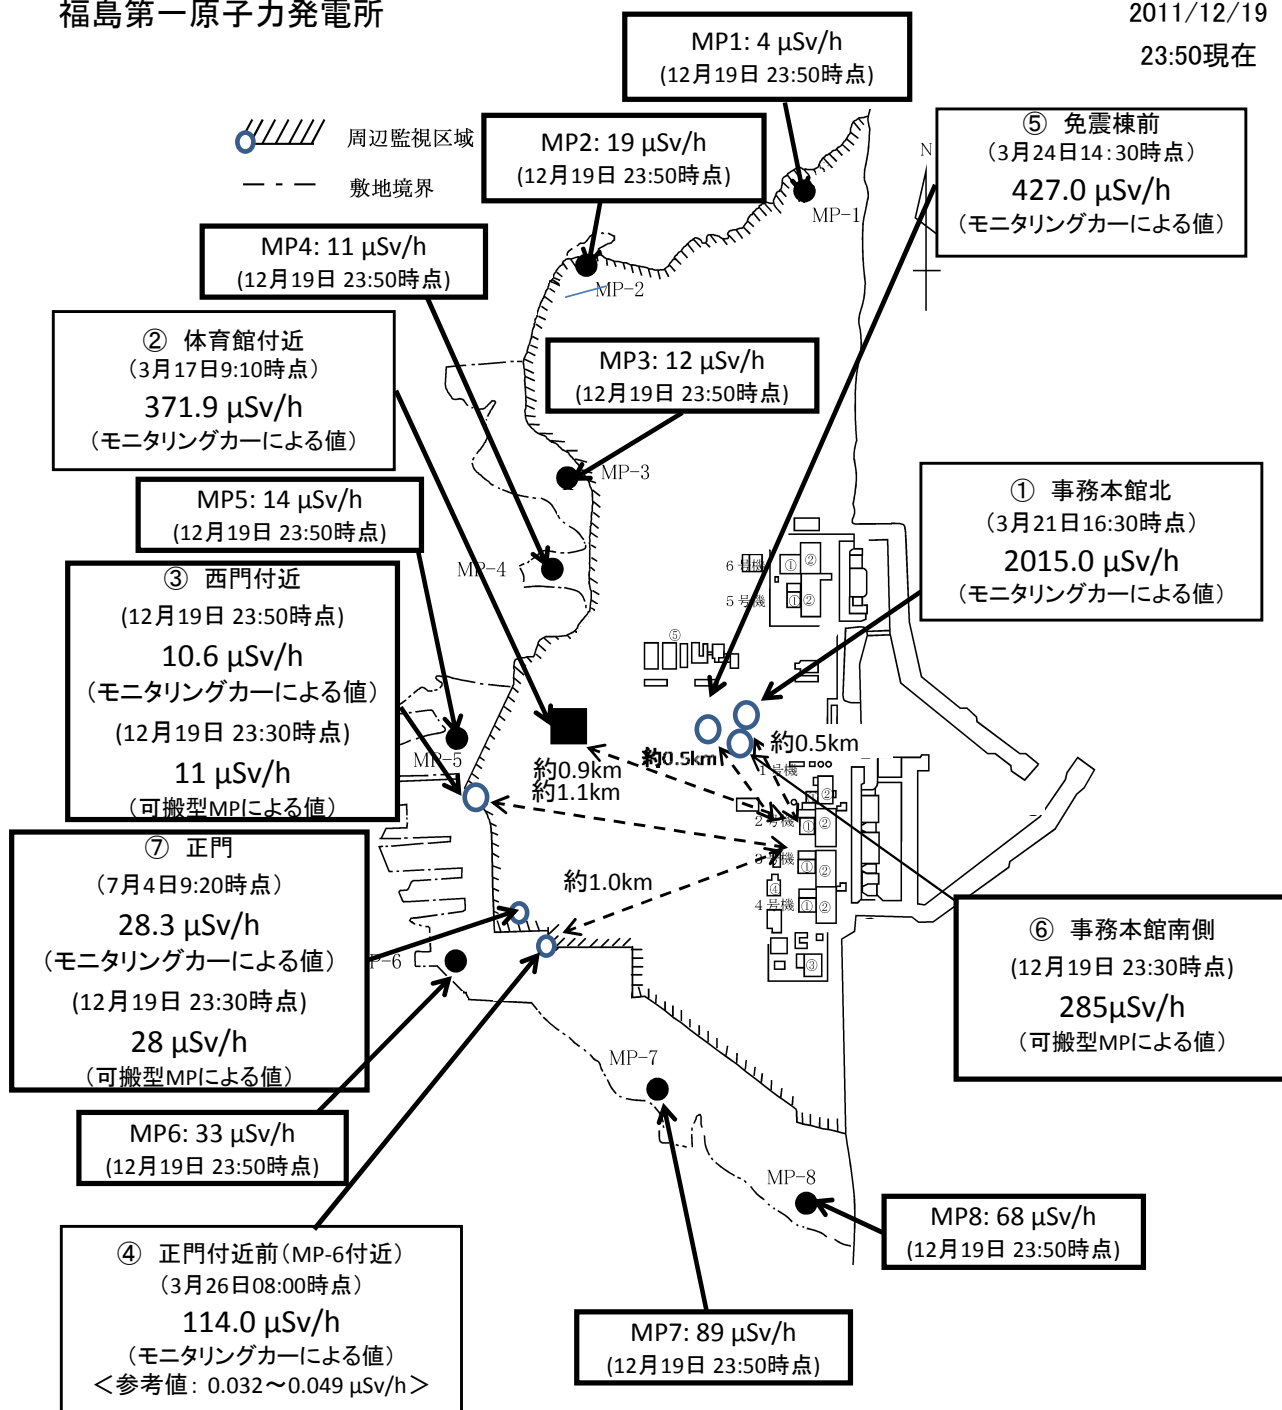 福島第一原子力発電所
2011/12/19
23:50現在
MP1: 4 μSv/h
(12月19日 23:50時点)
周辺監視区域
敷地境界
MP2: 19 μSv/h
(12月19日 23:50時点)
⑤ 免震棟前
(3月24日14:30時点)
427.0 μSv/h
(モニタリングカーによる値)
N
MP-1
MP4: 11 μSv/h
(12月19日 23:50時点)
MP-2
② 体育館付近
(3月17日9:10時点)
371.9 μSv/h
(モニタリングカーによる値)
MP3: 12 μSv/h
(12月19日 23:50時点)
MP-3
MP5: 14 μSv/h
(12月19日 23:50時点)
① 事務本館北
(3月21日16:30時点)
2015.0 μSv/h
(モニタリングカーによる値)
MP-4
③ 西門付近
(12月19日 23:50時点)
10.6 μSv/h
(モニタリングカーによる値)
(12月19日 23:30時点)
11 μSv/h
(可搬型MPによる値)
6号機
① ②
5号機
① ②
⑤
MP-5
約0.9km
約1.1km
約0.5km
約0.5km
1号機
②
2号機
① ②
3号機
① ②
④
4号機
① ②
③
約1.0km
⑦ 正門
(7月4日9:20時点)
28.3 μSv/h
(モニタリングカーによる値)
(12月19日 23:30時点)
28 μSv/h
(可搬型MPによる値)
P-6
⑥ 事務本館南側
(12月19日 23:30時点)
285μSv/h
(可搬型MPによる値)
MP-7
MP6: 33 μSv/h
(12月19日 23:50時点)
MP-8
MP8: 68 μSv/h
(12月19日 23:50時点)
④ 正門付近前(MP-6付近)
(3月26日08:00時点)
114.0 μSv/h
(モニタリングカーによる値)
＜参考値: 0.032～0.049 μSv/h＞
MP7: 89 μSv/h
(12月19日 23:50時点)